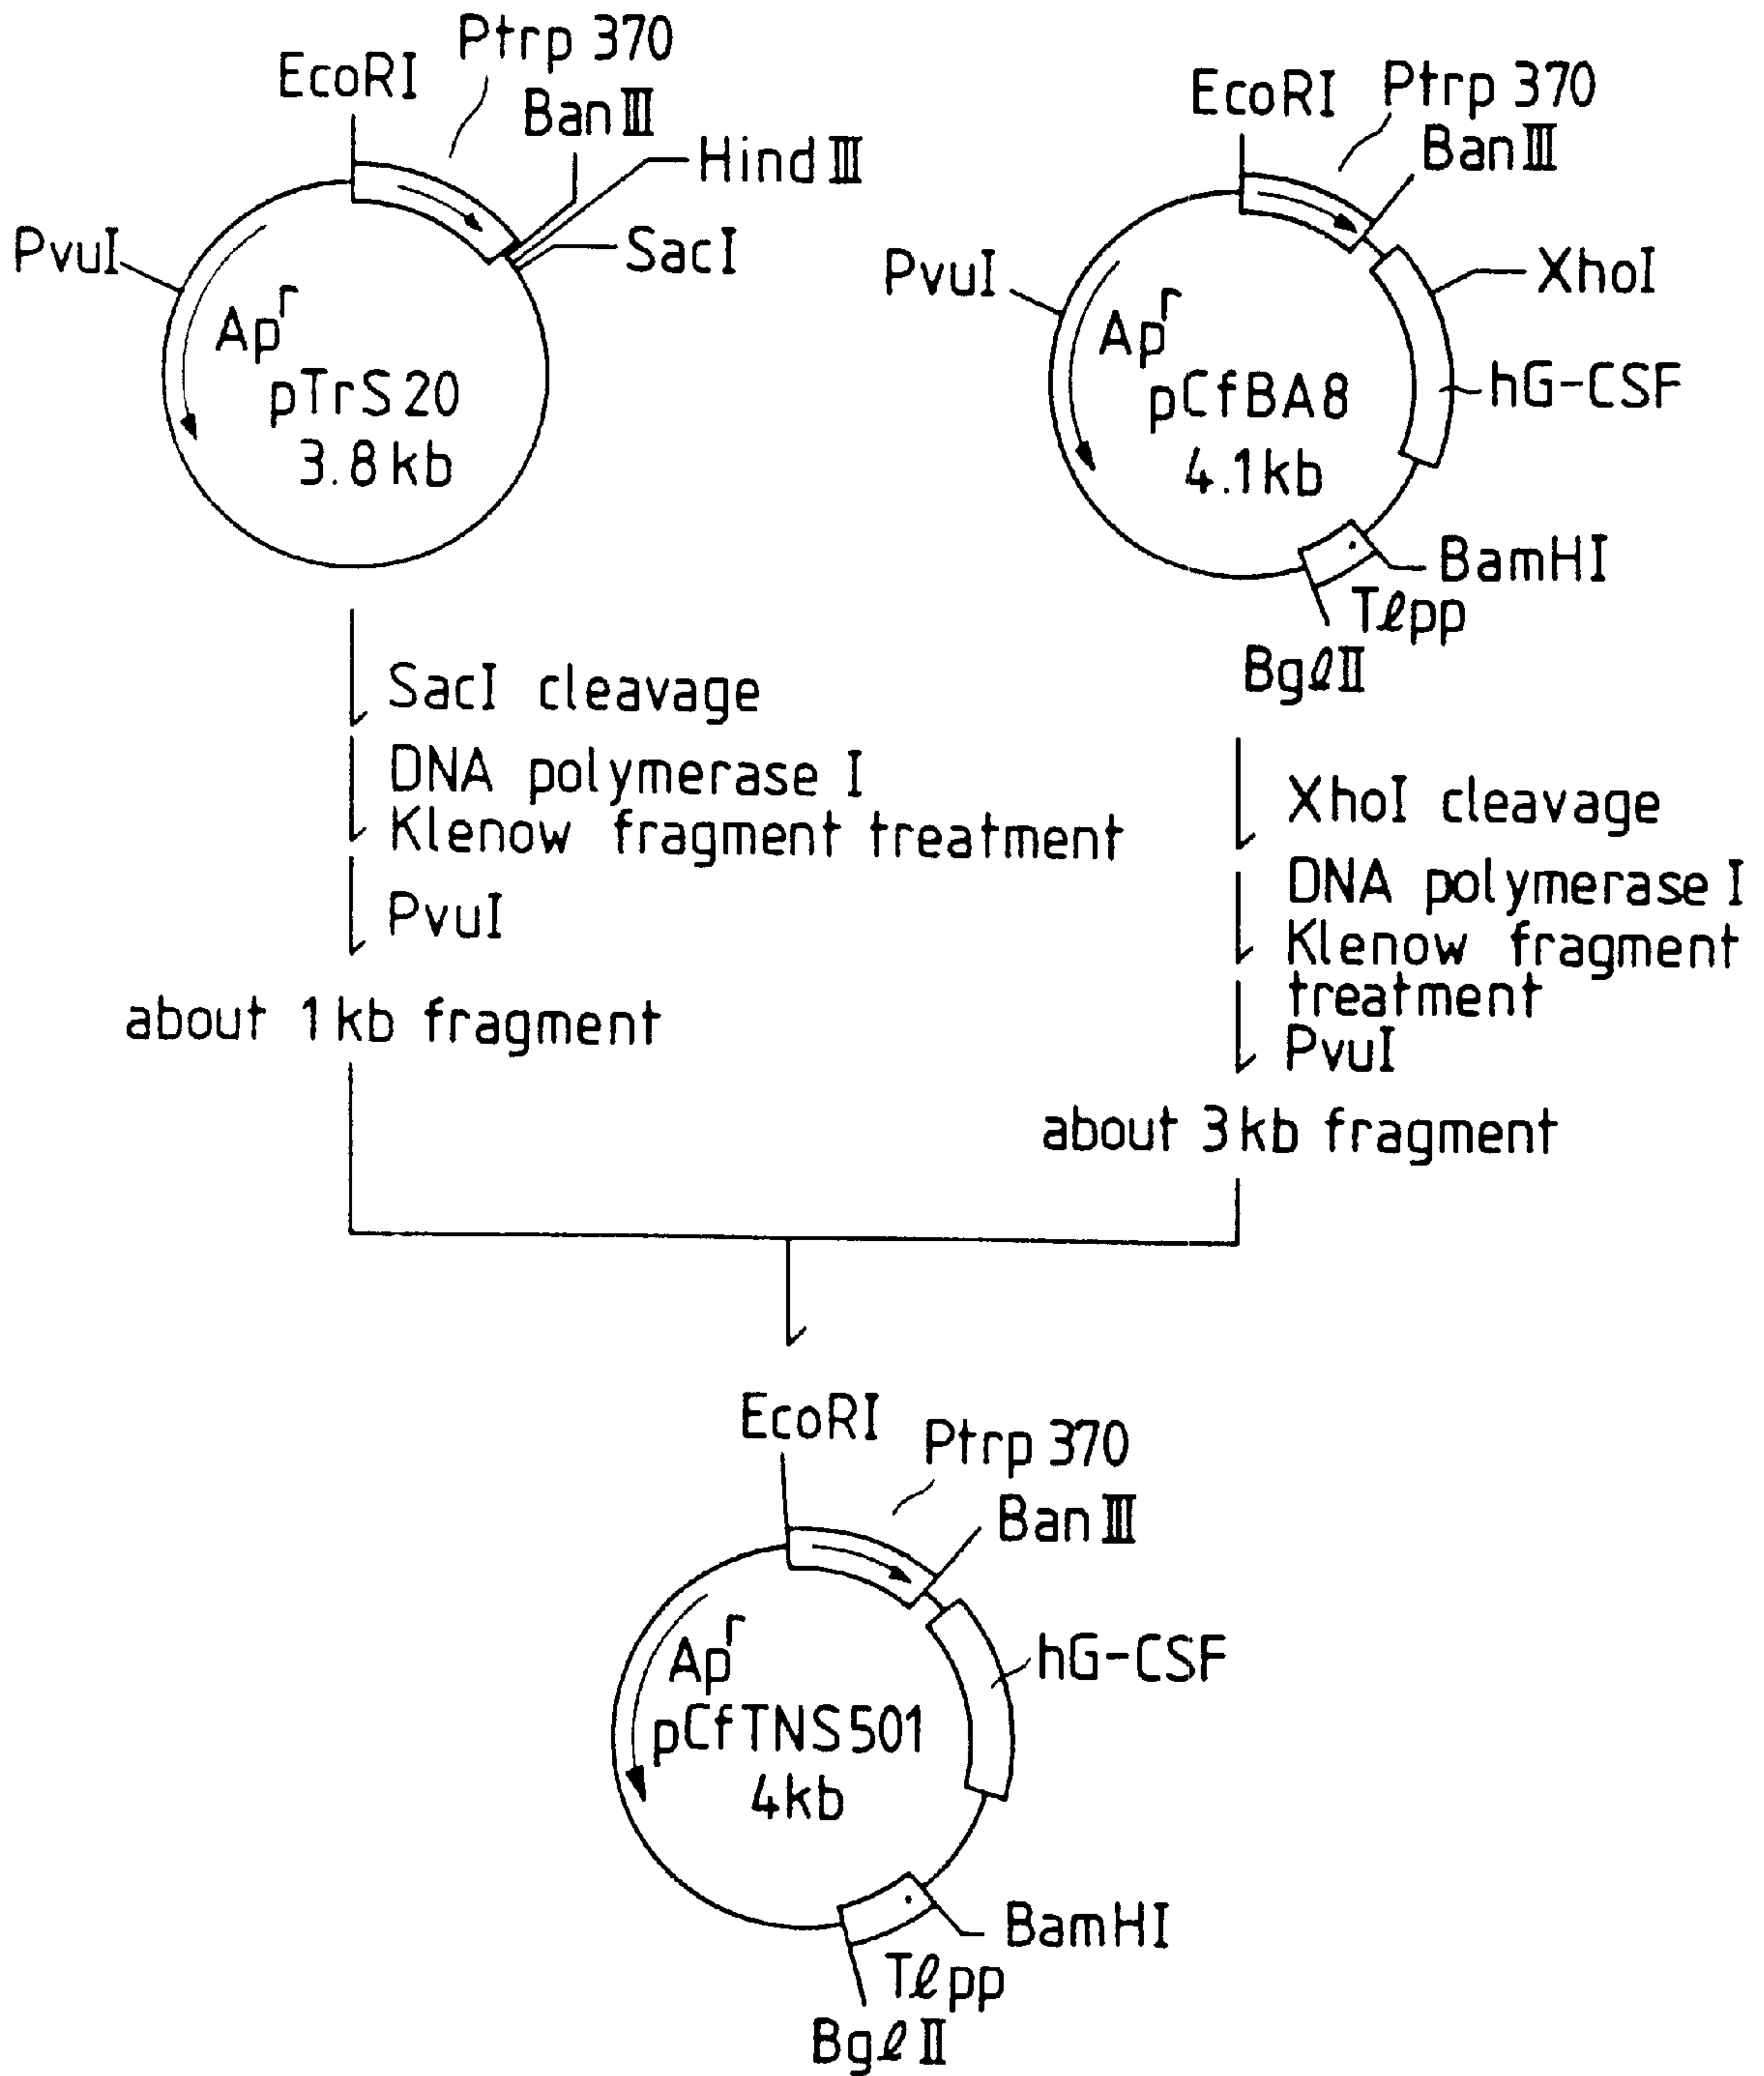 EcoRI
Ptrp 370
BanⅢ
HindⅢ
SacI
PvuI
Apʳ
pTrS20
3.8kb
EcoRI
Ptrp 370
BanⅢ
XhoI
PvuI
Apʳ
pCfBA8
4.1kb
hG-CSF
BamHI
Tℓpp
BgℓⅡ
SacI cleavage
DNA polymerase I
Klenow fragment treatment
PvuI
about 1kb fragment
XhoI cleavage
DNA polymerase I
Klenow fragment
treatment
PvuI
about 3kb fragment
EcoRI
Ptrp 370
BanⅢ
Apʳ
hG-CSF
pCfTNS501
4kb
BamHI
Tℓpp
BgℓⅡ